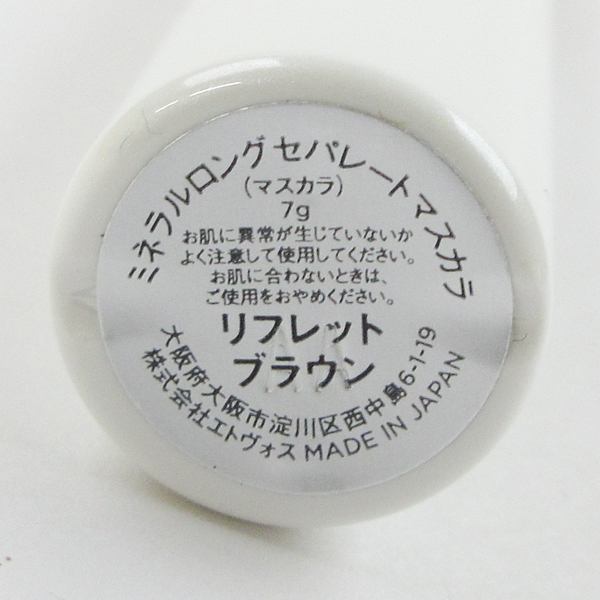 ミネラルロングセパレートマスカラ
(マスカラ)
7g
お肌に異常が生じていないか
よく注意して使用してください。
お肌に合わないときは、
ご使用をおやめください。
リフレット
ブラウン
大阪府大阪市淀川区西中島6-1-19
株式会社エトヴォス MADE IN JAPAN